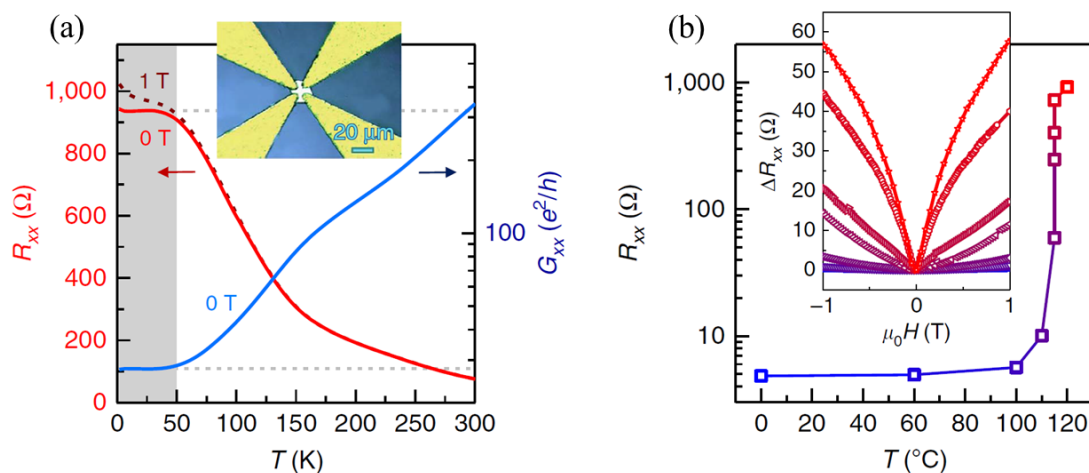 (a)
1 T
0 T
0 T
20 μm
R_xx (Ω)
1,000
800
600
400
200
0
G_xx (e²/h)
100
0 50 100 150 200 250 300
T (K)
(b)
R_xx (Ω)
1,000
100
10
ΔR_xx (Ω)
60
50
40
30
20
10
0
−1 0 1
μ₀H (T)
0 20 40 60 80 100 120
T (°C)